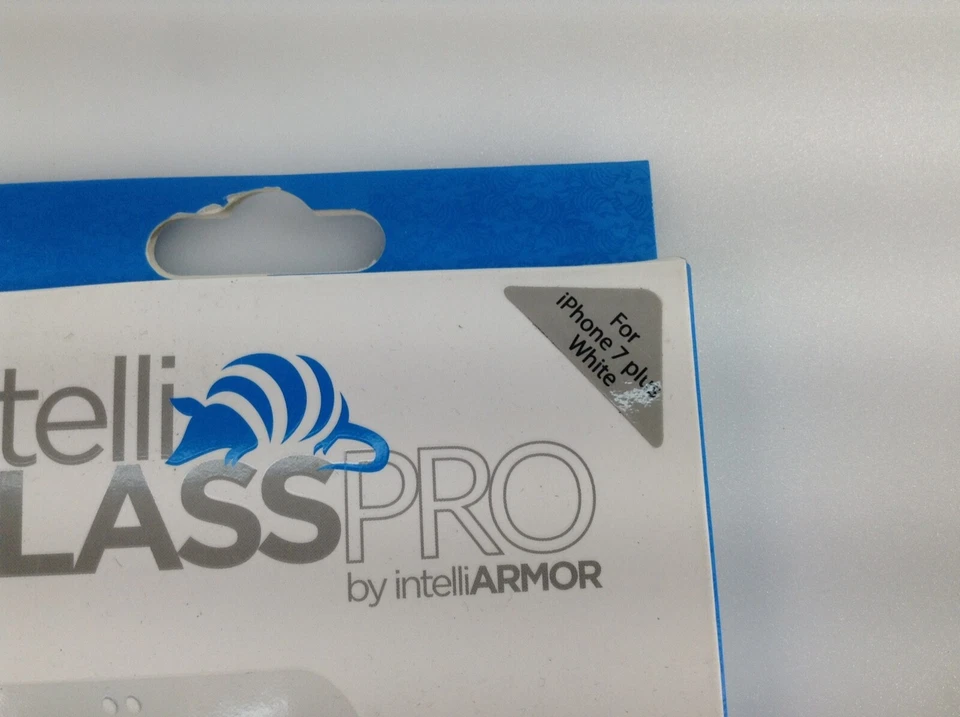 For
iPhone 7 plus
White
telli
LASSPRO
by intelliARMOR